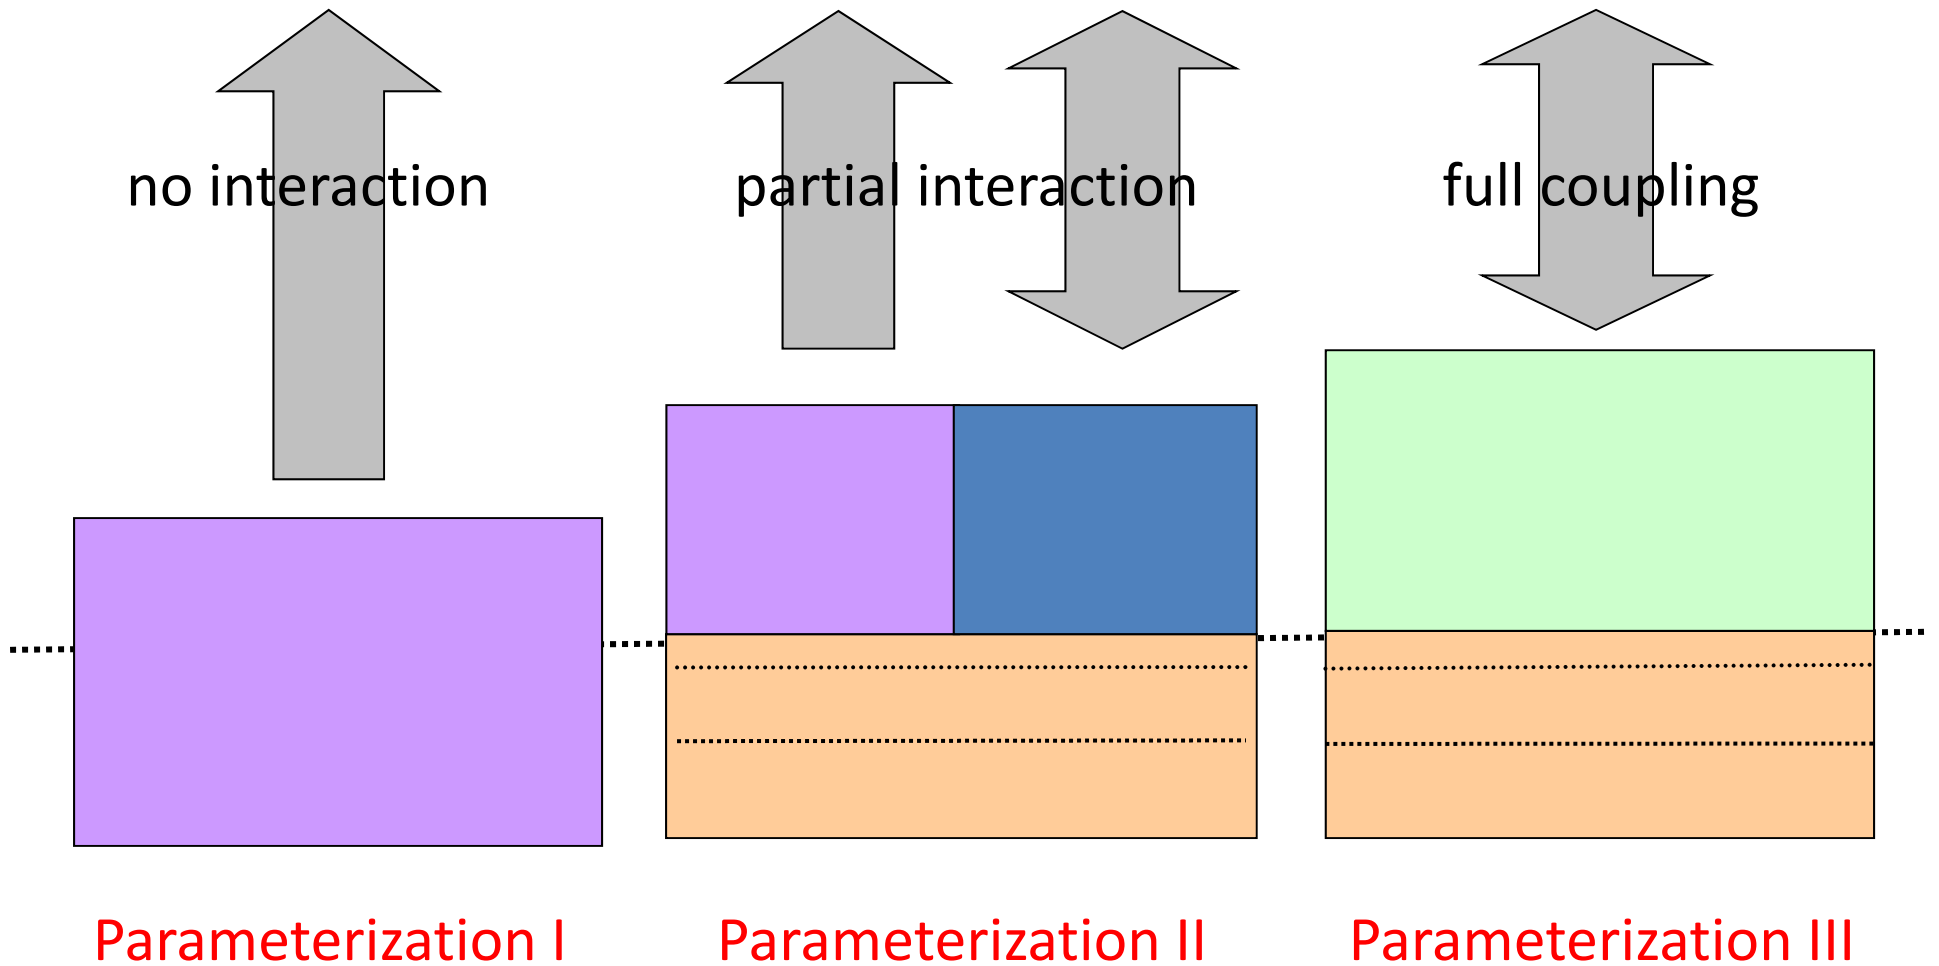 no interaction
partial interaction
full coupling
Parameterization I
Parameterization II
Parameterization III